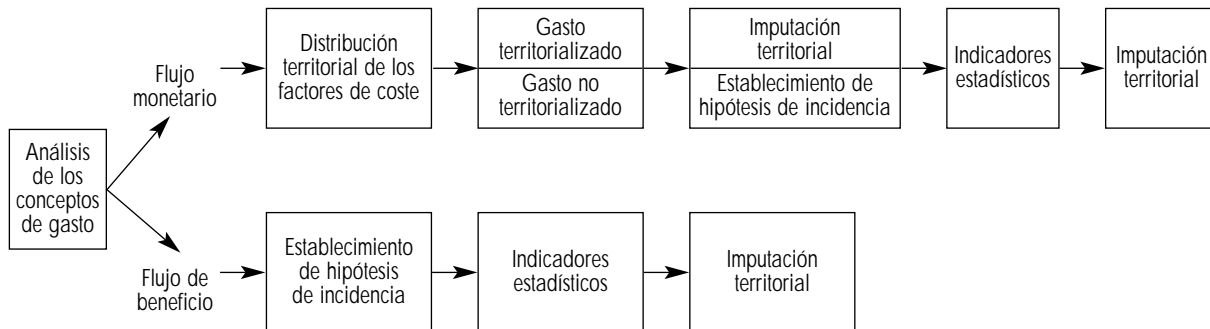 Análisis
de los
conceptos
de gasto
Flujo
monetario
Distribución
territorial de los
factores de coste
Gasto
territorializado
Gasto no
territorializado
Imputación
territorial
Establecimiento de
hipótesis de incidencia
Indicadores
estadísticos
Imputación
territorial
Flujo de
beneficio
Establecimiento
de hipótesis
de incidencia
Indicadores
estadísticos
Imputación
territorial